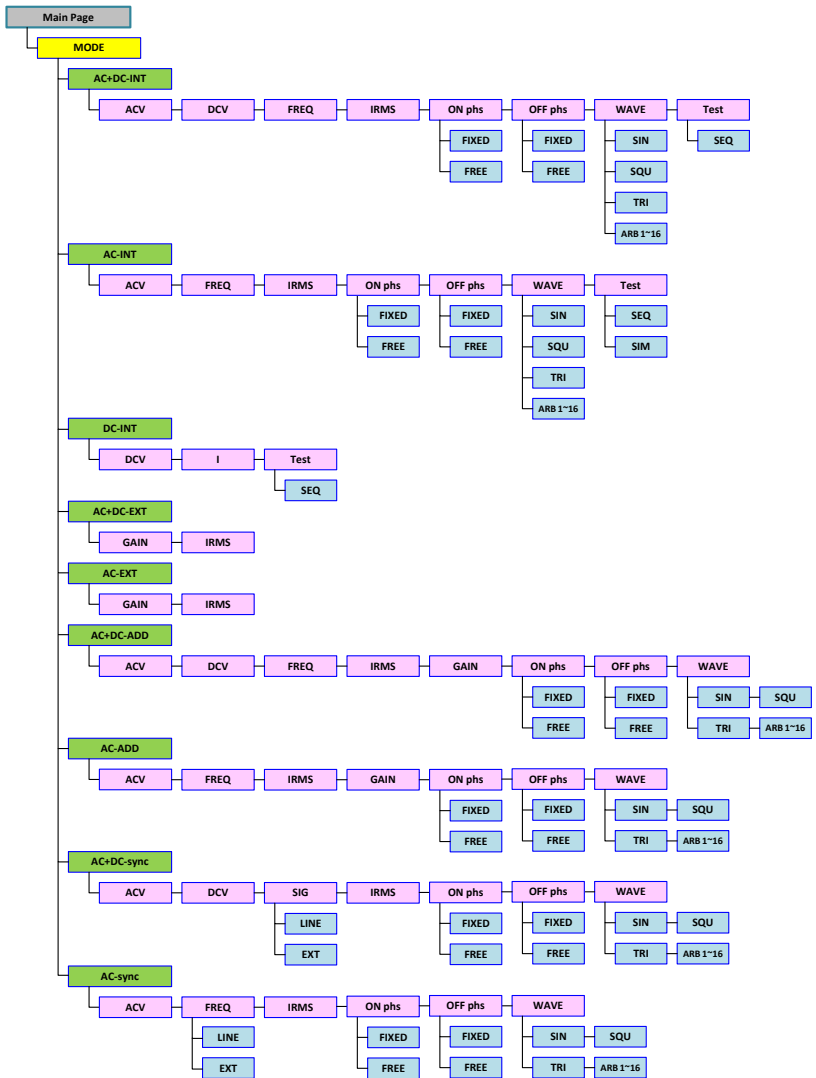 Main Page
MODE
AC+DC-INT
ACV DCV FREQ IRMS ON phs OFF phs WAVE Test
FIXED FIXED SIN SEQ
FREE FREE SQU
TRI
ARB 1~16
AC-INT
ACV FREQ IRMS ON phs OFF phs WAVE Test
FIXED FIXED SIN SEQ
FREE FREE SQU SIM
TRI
ARB 1~16
DC-INT
DCV I Test
SEQ
AC+DC-EXT
GAIN IRMS
AC-EXT
GAIN IRMS
AC+DC-ADD
ACV DCV FREQ IRMS GAIN ON phs OFF phs WAVE
FIXED FIXED SIN SQU
FREE FREE TRI ARB 1~16
AC-ADD
ACV FREQ IRMS GAIN ON phs OFF phs WAVE
FIXED FIXED SIN SQU
FREE FREE TRI ARB 1~16
AC+DC-sync
ACV DCV SIG IRMS ON phs OFF phs WAVE
LINE FIXED FIXED SIN SQU
EXT FREE FREE TRI ARB 1~16
AC-sync
ACV FREQ IRMS ON phs OFF phs WAVE
LINE FIXED FIXED SIN SQU
EXT FREE FREE TRI ARB 1~16